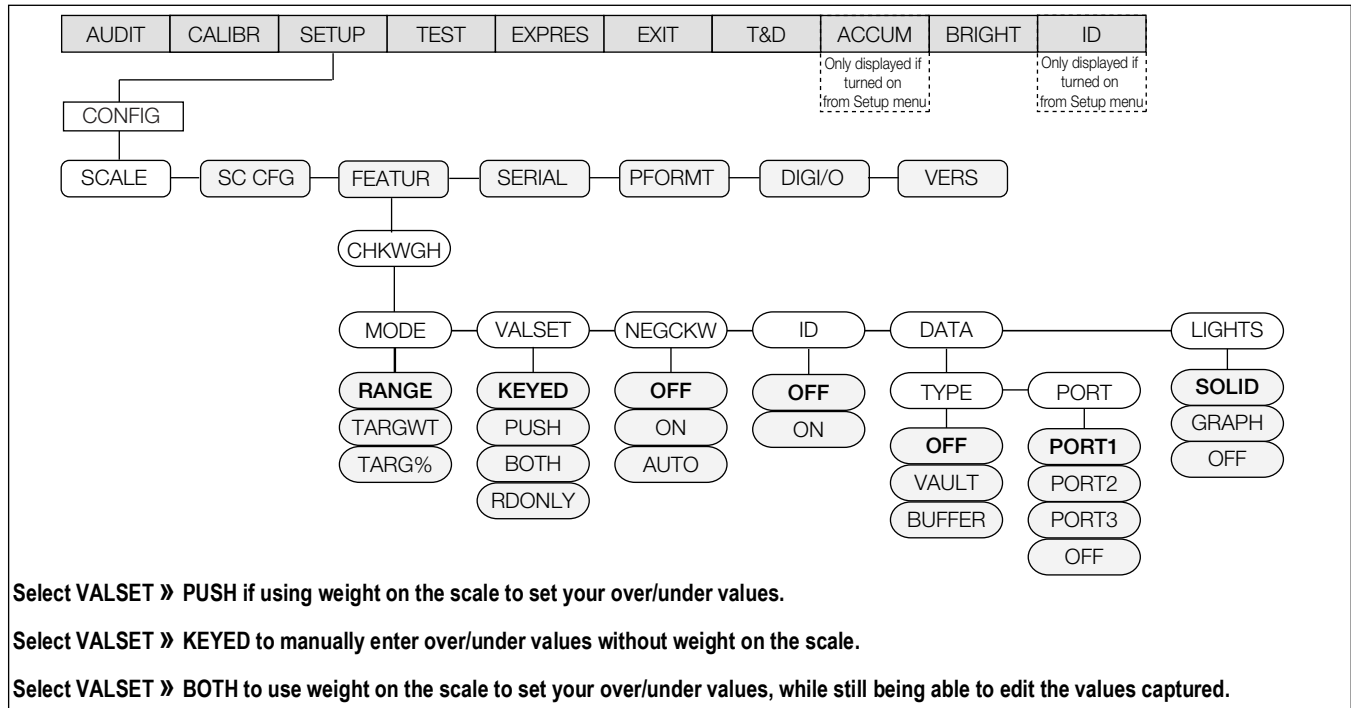 AUDIT CALIBR SETUP TEST EXPRES EXIT T&D ACCUM BRIGHT ID
Only displayed if
turned on
from Setup menu
Only displayed if
turned on
from Setup menu
CONFIG
SCALE SC CFG FEATUR SERIAL PFORMT DIGI/O VERS
CHKWGH
MODE VALSET NEGCKW ID DATA LIGHTS
RANGE KEYED OFF OFF TYPE PORT SOLID
TARGWT PUSH ON ON GRAPH
TARG% BOTH AUTO OFF PORT1 OFF
RDONLY VAULT PORT2
BUFFER PORT3
OFF
Select VALSET » PUSH if using weight on the scale to set your over/under values.
Select VALSET » KEYED to manually enter over/under values without weight on the scale.
Select VALSET » BOTH to use weight on the scale to set your over/under values, while still being able to edit the values captured.